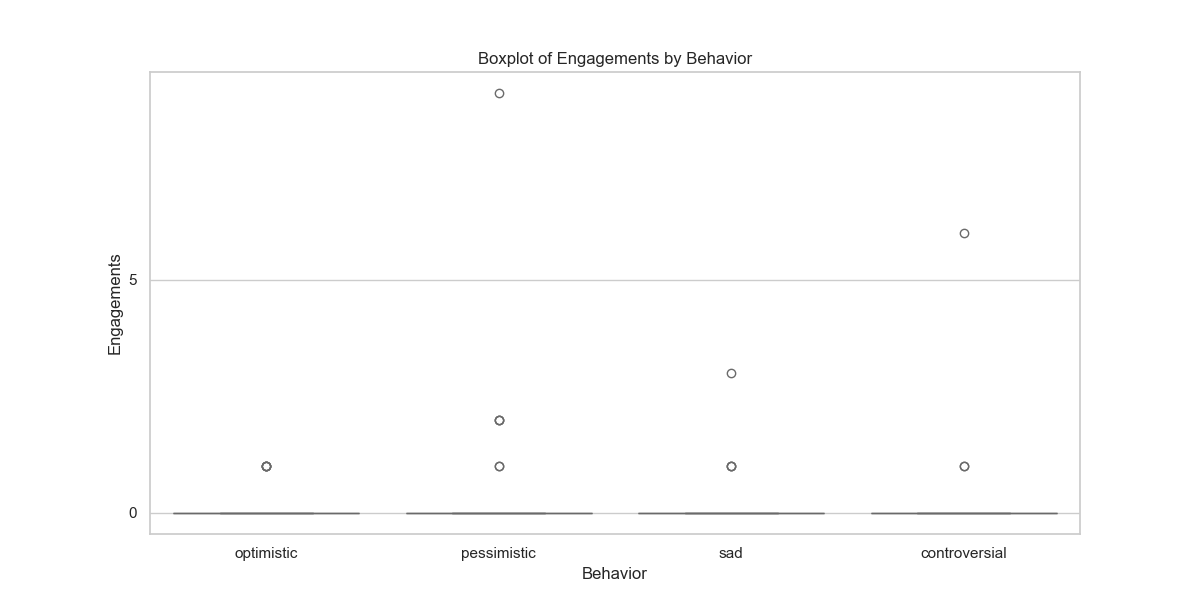 Boxplot of Engagements by Behavior
Engagements
5
0
optimistic
pessimistic
sad
controversial
Behavior